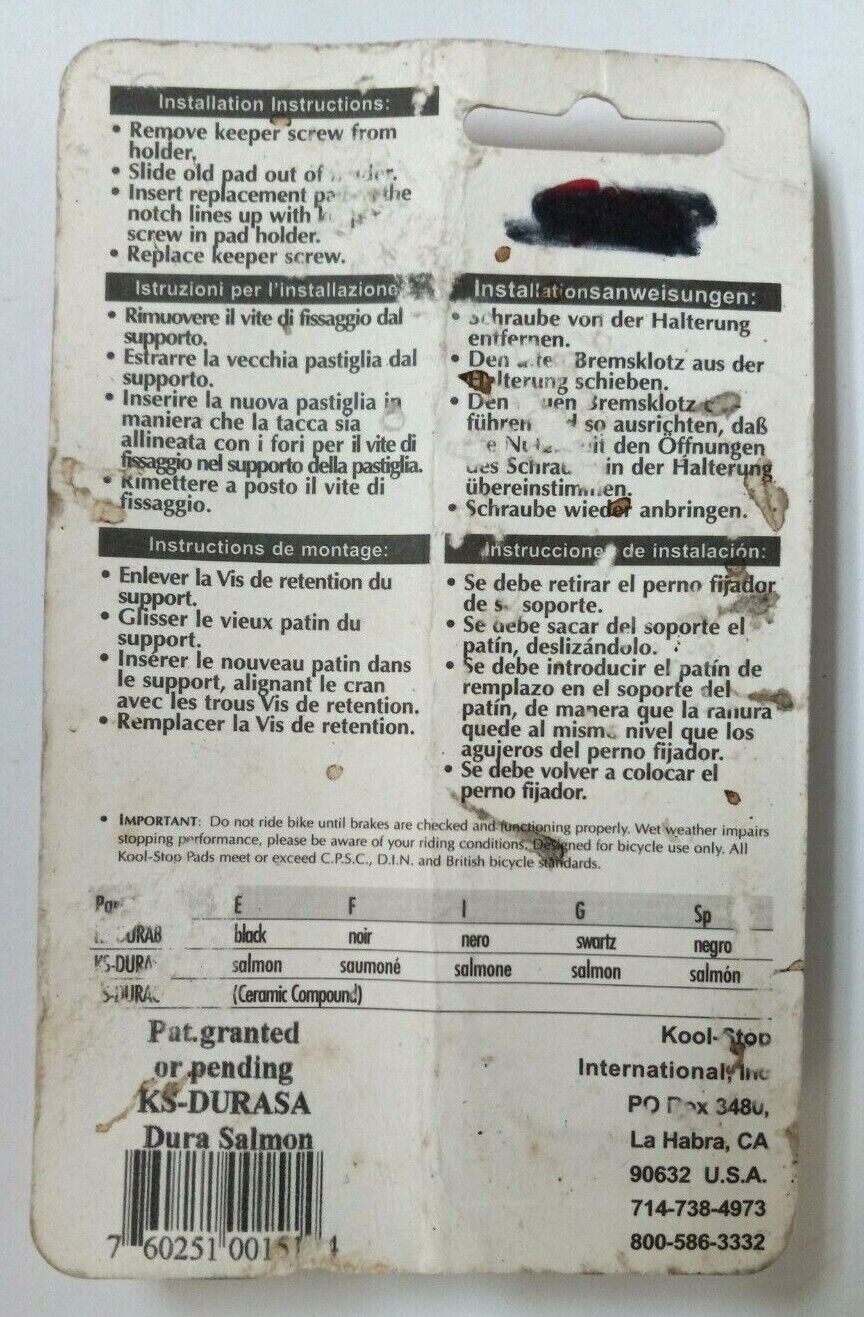 Installation Instructions:
• Remove keeper screw from
holder.
• Slide old pad out of
• Insert replacement the
notch lines up with
screw in pad holder.
• Replace keeper screw.
Istruzioni per l'installazione
• Rimuovere il vite di fissaggio dal
supporto.
• Estrarre la vecchia pastiglia dal
supporto.
• Inserire la nuova pastiglia in
maniera che la tacca sia
allineata con i fori per il vite di
fissaggio nel supporto della pastiglia.
• Rimettere a posto il vite di
fissaggio.
Installationsanweisungen:
• Schraube von der Halterung
entfernen.
• Den Bremsklotz aus der
Halterung schieben.
• Den Bremsklotz
führen so ausrichten, daß
den Öffnungen
des in der Halterung
übereinstimmen.
• Schraube wieder anbringen.
Instructions de montage:
• Enlever la Vis de retention du
support.
• Glisser le vieux patin du
support.
• Insérer le nouveau patin dans
le support, alignant le cran
avec les trous Vis de retention.
• Remplacer la Vis de retention.
Instrucciones de instalación:
• Se debe retirar el perno fijador
de soporte.
• Se debe sacar del soporte el
patín, deslizándolo.
• Se debe introducir el patín de
remplazo en el soporte del
patín, de manera que la ranura
quede al mismo nivel que los
agujeros del perno fijador.
• Se debe volver a colocar el
perno fijador.
• IMPORTANT: Do not ride bike until brakes are checked and functioning properly. Wet weather impairs
stopping performance, please be aware of your riding conditions. Designed for bicycle use only. All
Kool-Stop Pads meet or exceed C.P.S.C., D.I.N. and British bicycle standards.
E F I G Sp
black noir nero swartz negro
salmon saumoné salmone salmon salmón
(Ceramic Compound)
Pat.granted
or pending
KS-DURASA
Dura Salmon
7 60251 00151 4
Kool-Stop
International, Inc
PO Box 3480,
La Habra, CA
90632 U.S.A.
714-738-4973
800-586-3332